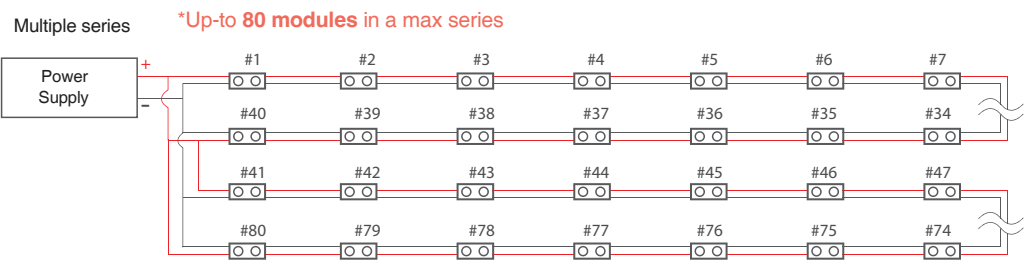 Multiple series
*Up-to 80 modules in a max series
Power
Supply
+
-
#1 #2 #3 #4 #5 #6 #7
#40 #39 #38 #37 #36 #35 #34
#41 #42 #43 #44 #45 #46 #47
#80 #79 #78 #77 #76 #75 #74